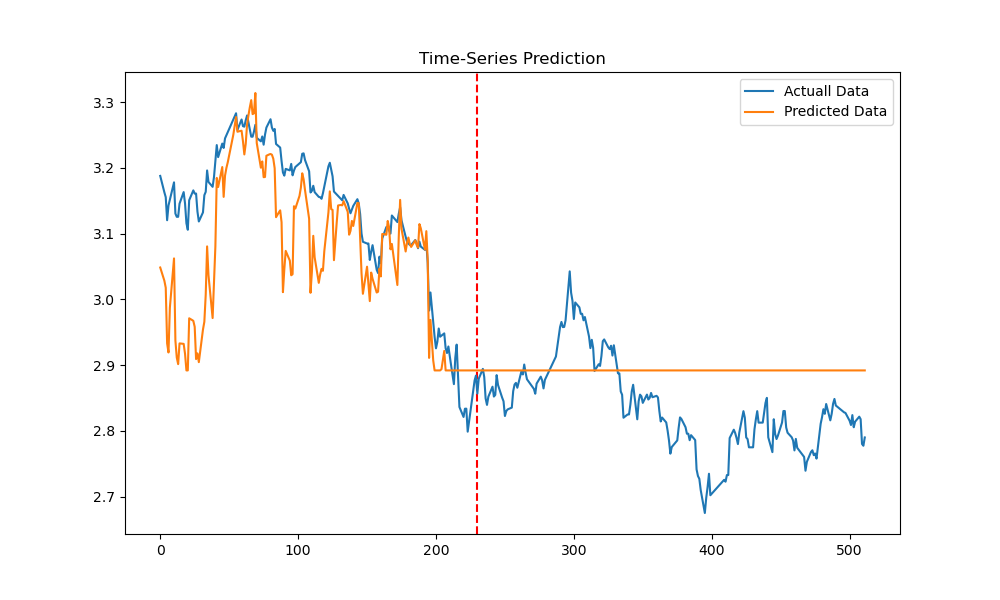 Time-Series Prediction
Actuall Data
Predicted Data
3.3
3.2
3.1
3.0
2.9
2.8
2.7
0 100 200 300 400 500